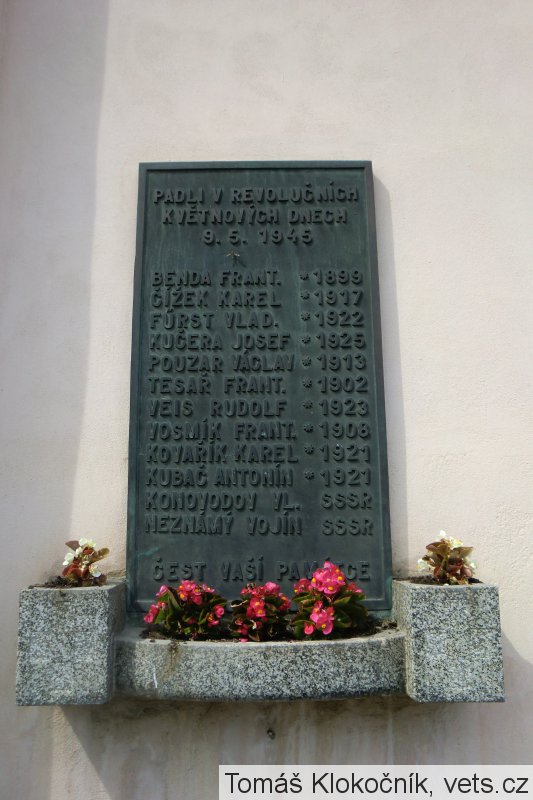 PADLI V REVOLUČNÍCH
KVĚTNOVÝCH DNECH
9. 5. 1945
BENDA FRANT. *1899
ČÍŽEK KAREL *1917
FÜRST VLAD. *1922
KUČERA JOSEF *1925
POUZAR VÁCLAV *1913
TESAŘ FRANT. *1902
VEIS RUDOLF *1923
VOSMÍK FRANT. *1908
KOVAŘÍK KAREL *1921
KUBAČ ANTONÍN *1921
KONOVODOV VL. SSSR
NEZNÁMÝ VOJÍN SSSR
ČEST VAŠÍ PAMÁTCE
Tomáš Klokočník, vets.cz